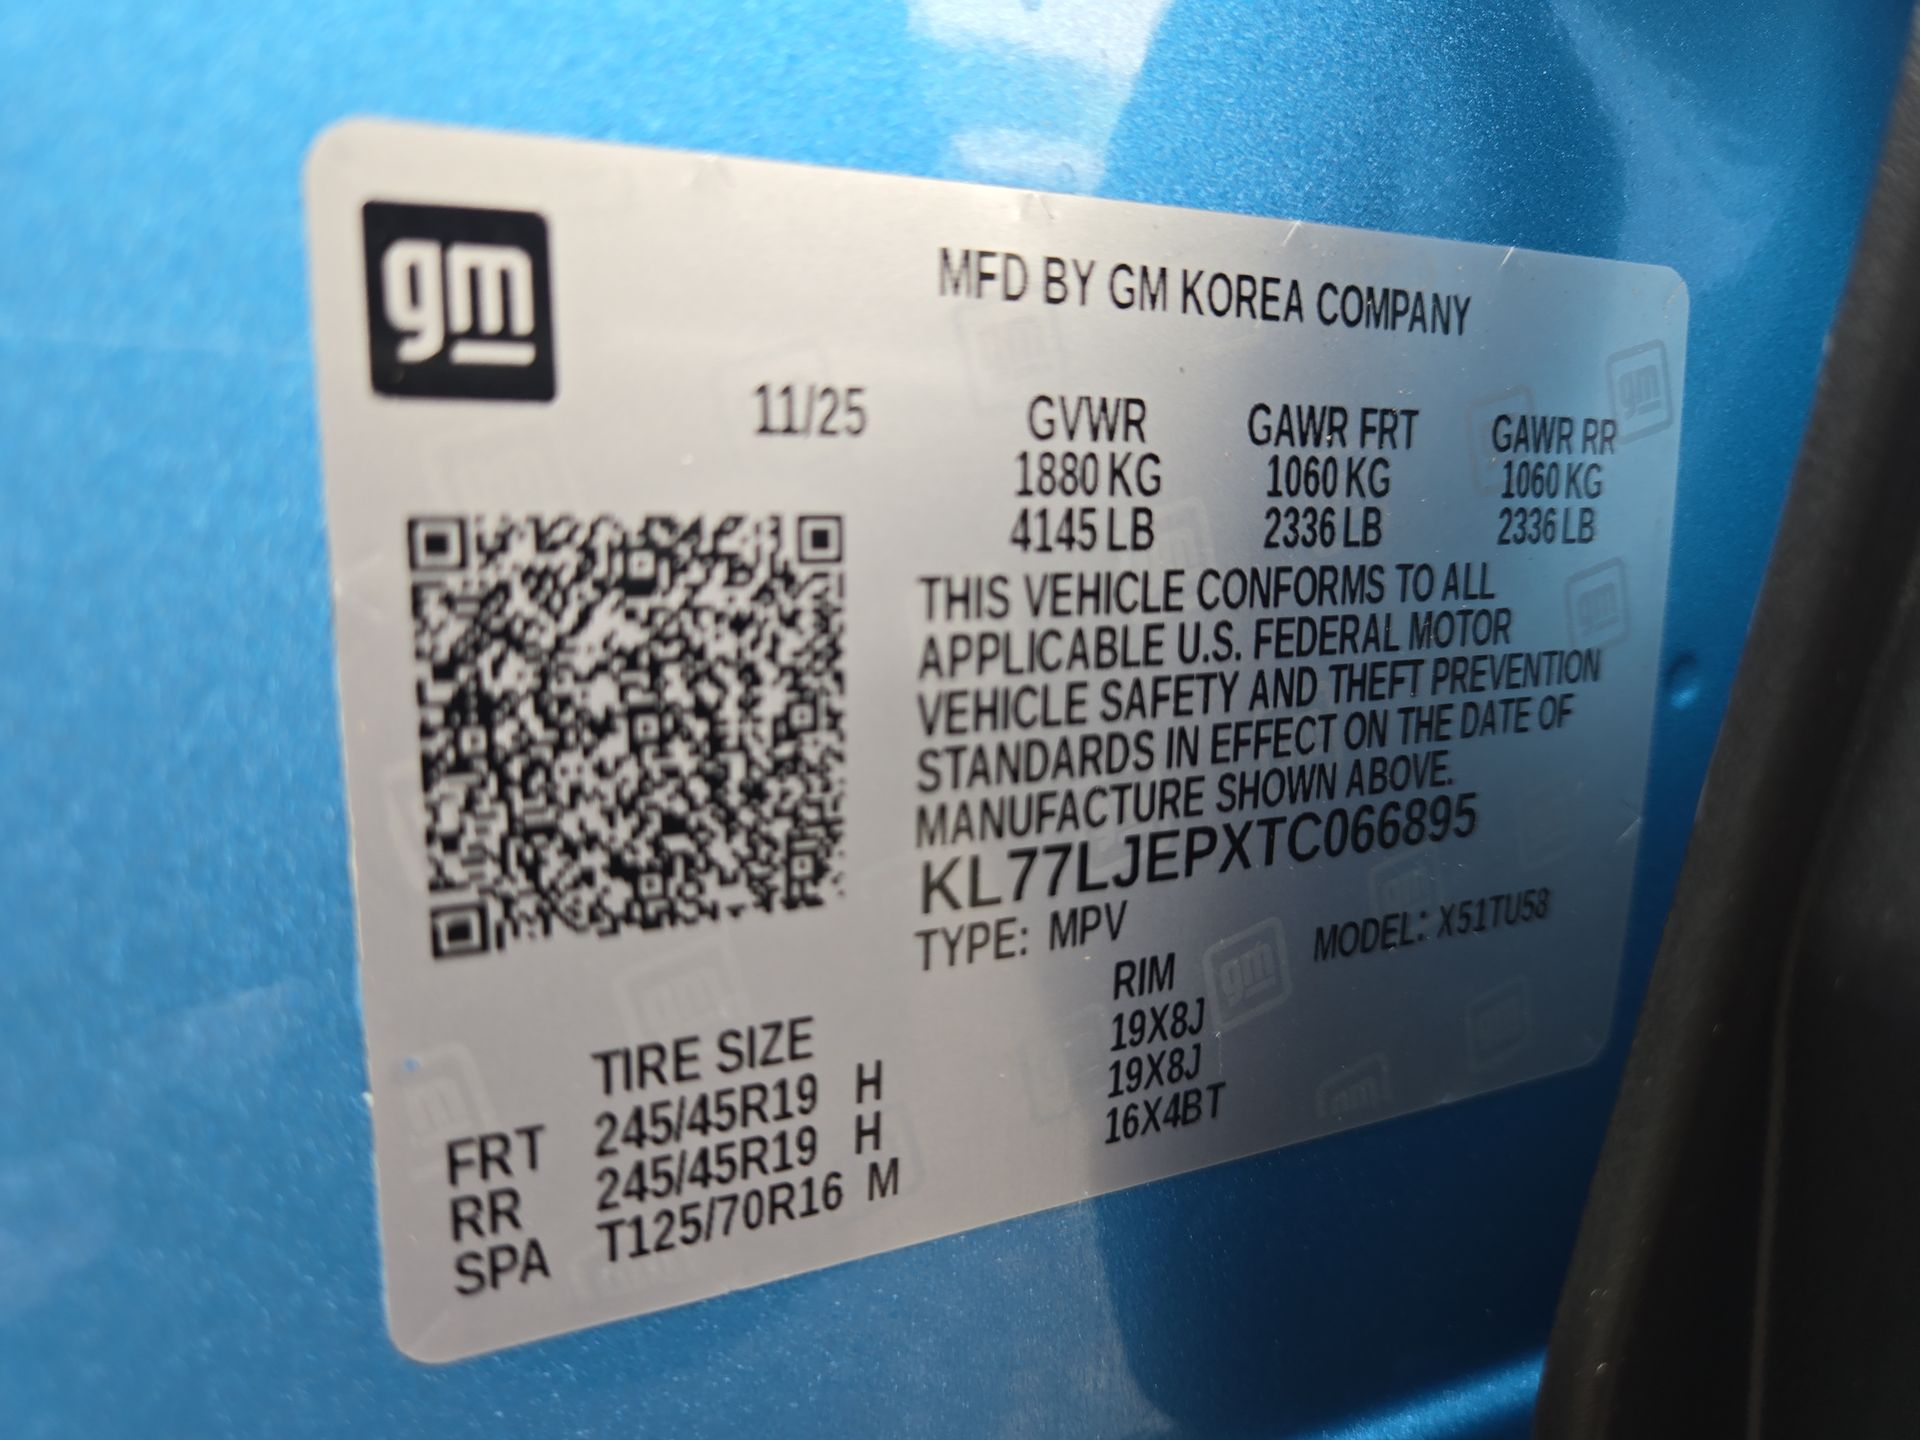 gm
MFD BY GM KOREA COMPANY
11/25
GVWR GAWR FRT GAWR RR
1880 KG 1060 KG 1060 KG
4145 LB 2336 LB 2336 LB
THIS VEHICLE CONFORMS TO ALL
APPLICABLE U.S. FEDERAL MOTOR
VEHICLE SAFETY AND THEFT PREVENTION
STANDARDS IN EFFECT ON THE DATE OF
MANUFACTURE SHOWN ABOVE.
KL77LJEPXTC066895
TYPE: MPV MODEL: X51TU58
TIRE SIZE RIM
FRT 245/45R19 H 19X8J
RR 245/45R19 H 19X8J
SPA T125/70R16 M 16X4BT